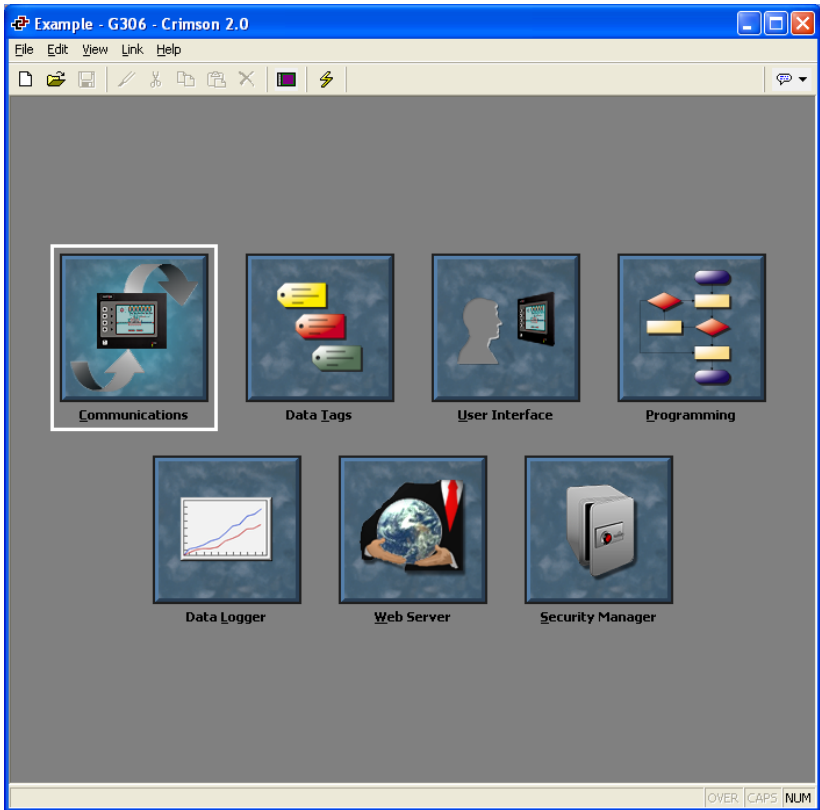 Example - G306 - Crimson 2.0
File Edit View Link Help
Communications Data Tags User Interface Programming
Data Logger Web Server Security Manager
OVER CAPS NUM